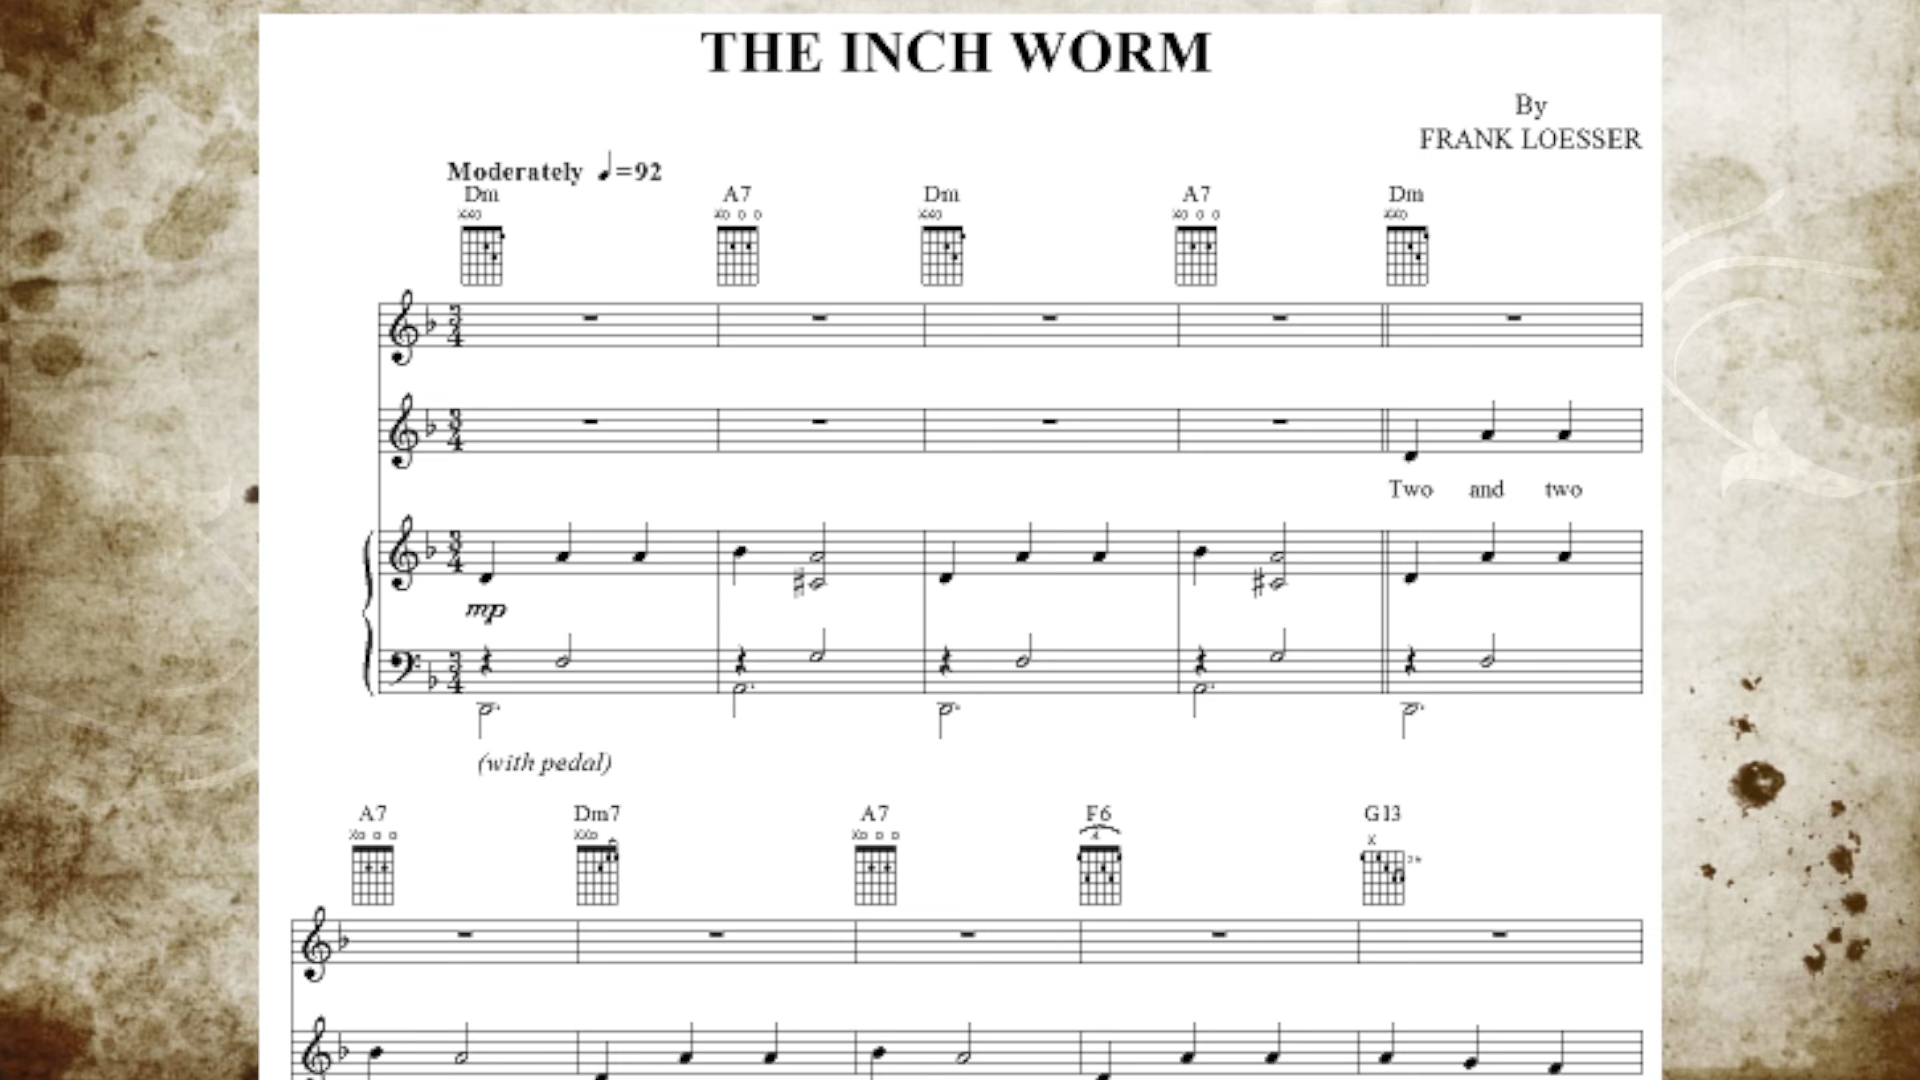 THE INCH WORM
By
FRANK LOESSER
Moderately ♩=92
Dm A7 Dm A7 Dm
Two and two
mp
(with pedal)
A7 Dm7 A7 F6 G13